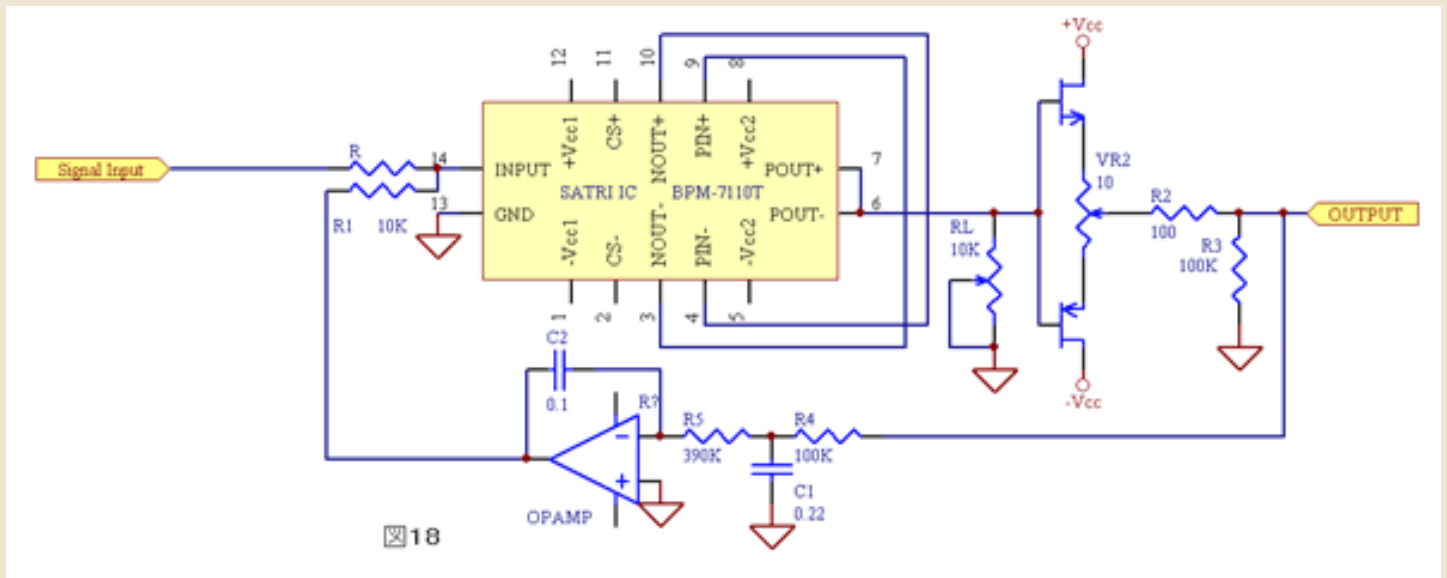 +Vcc
12
11
10
9
8
+Vcc1
CS+
NOUT+
PIN+
+Vcc2
Signal Input
R
14
INPUT
POUT+
7
VR2
10
SATRI IC BPM-7110T
R1
10K
13
GND
POUT-
6
R2
100
OUTPUT
RL
10K
R3
100K
-Vcc1
CS-
NOUT-
PIN-
-Vcc2
1
2
3
4
5
C2
0.1
R?
-Vcc
R5
390K
R4
100K
C1
0.22
−
+
OPAMP
図18